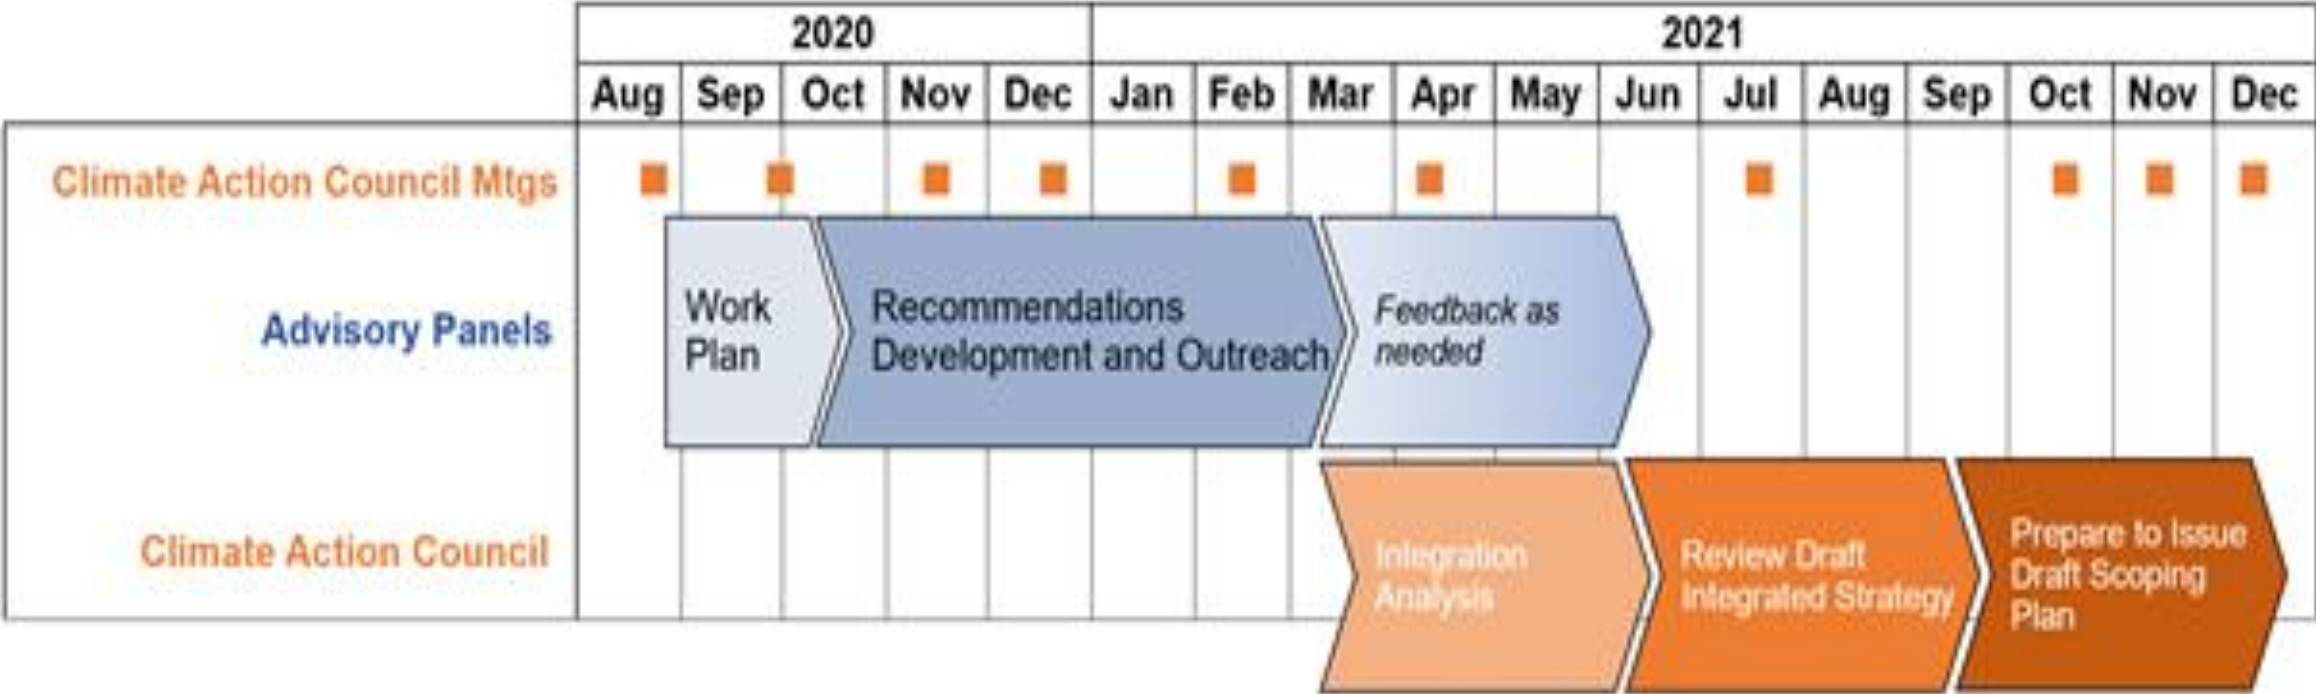 2020 2021
Aug Sep Oct Nov Dec Jan Feb Mar Apr May Jun Jul Aug Sep Oct Nov Dec
Climate Action Council Mtgs
Advisory Panels
Work
Plan
Recommendations
Development and Outreach
Feedback as
needed
Climate Action Council
Integration
Analysis
Review Draft
Integrated Strategy
Prepare to Issue
Draft Scoping
Plan